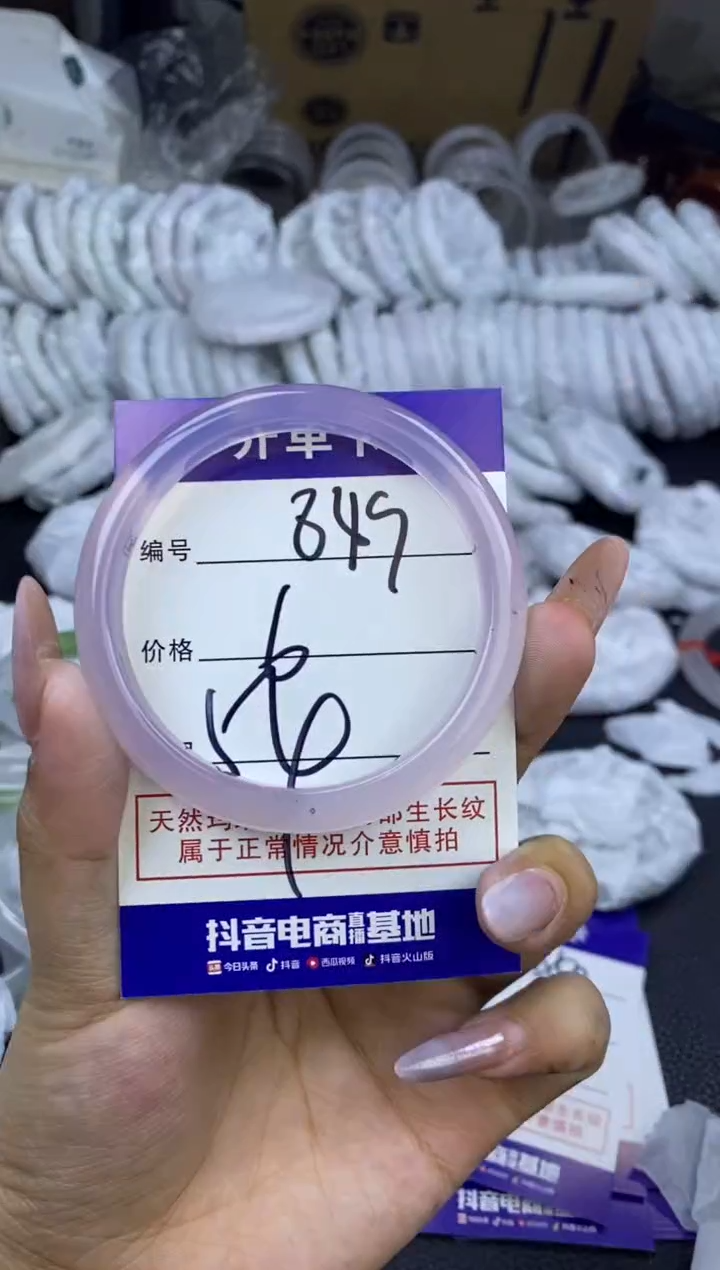 开单卡
编号 849
价格
天然玛 部生长纹
属于正常情况介意慎拍
抖音电商直播基地
今日头条 抖音 西瓜视频 抖音火山版